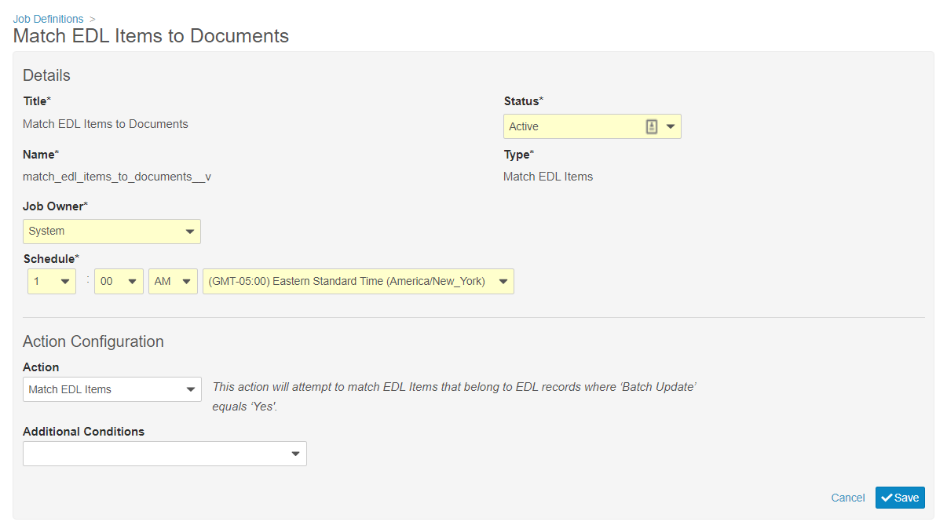 Job Definitions >
Match EDL Items to Documents
Details
Title*
Match EDL Items to Documents
Status*
Active
Name*
match_edl_items_to_documents__v
Type*
Match EDL Items
Job Owner*
System
Schedule*
1 : 00 AM (GMT-05:00) Eastern Standard Time (America/New_York)
Action Configuration
Action
Match EDL Items
This action will attempt to match EDL Items that belong to EDL records where ‘Batch Update’
equals ‘Yes’.
Additional Conditions
Cancel Save